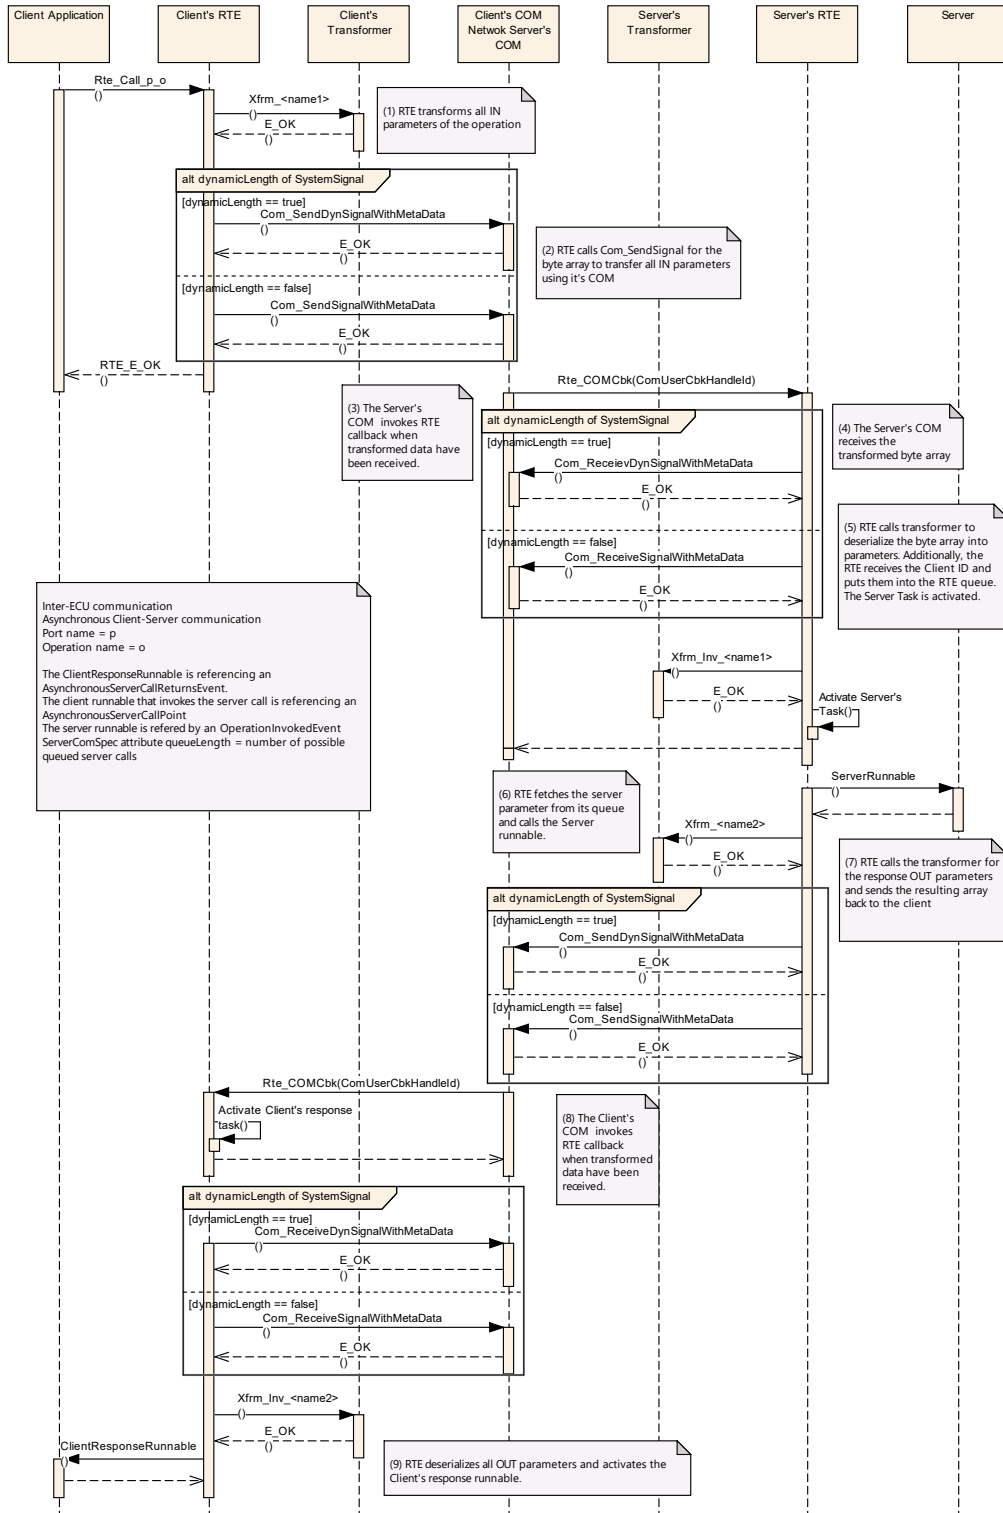 Client Application
Client's RTE
Client's
Transformer
Client's COM
Netwok Server's
COM
Server's
Transformer
Server's RTE
Server
Rte_Call_p_o
()
Xfrm_<name1>
()
E_OK
()
(1) RTE transforms all IN
parameters of the operation
alt dynamicLength of SystemSignal
[dynamicLength == true]
Com_SendDynSignalWithMetaData
()
E_OK
()
(2) RTE calls Com_SendSignal for the
byte array to transfer all IN parameters
using it's COM
[dynamicLength == false]
Com_SendSignalWithMetaData
()
E_OK
()
RTE_E_OK
()
Rte_COMCbk(ComUserCbkHandleId)
(3) The Server's
COM  invokes RTE
callback when
transformed data have
been received.
alt dynamicLength of SystemSignal
[dynamicLength == true]
(4) The Server's COM
receives the
transformed byte array
Com_ReceievDynSignalWithMetaData
()
E_OK
()
[dynamicLength == false]
Com_ReceiveSignalWithMetaData
()
E_OK
()
(5) RTE calls transformer to
deserialize the byte array into
parameters. Additionally, the
RTE receives the Client ID and
puts them into the RTE queue.
The Server Task is activated.
Inter-ECU communication
Asynchronous Client-Server communication
Port name = p
Operation name = o
The ClientResponseRunnable is referencing an
AsynchronousServerCallReturnsEvent.
The client runnable that invokes the server call is referencing an
AsynchronousServerCallPoint
The server runnable is refered by an OperationInvokedEvent
ServerComSpec attribute queueLength = number of possible
queued server calls
Xfrm_Inv_<name1>
()
E_OK
()
Activate Server's
Task()
(6) RTE fetches the server
parameter from its queue
and calls the Server
runnable.
ServerRunnable
()
Xfrm_<name2>
()
E_OK
()
(7) RTE calls the transformer for
the response OUT parameters
and sends the resulting array
back to the client
alt dynamicLength of SystemSignal
[dynamicLength == true]
Com_SendDynSignalWithMetaData
()
E_OK
()
[dynamicLength == false]
Com_SendSignalWithMetaData
()
E_OK
()
Rte_COMCbk(ComUserCbkHandleId)
Activate Client's response
task()
(8) The Client's
COM  invokes
RTE callback
when transformed
data have been
received.
alt dynamicLength of SystemSignal
[dynamicLength == true]
Com_ReceiveDynSignalWithMetaData
()
E_OK
()
[dynamicLength == false]
Com_ReceiveSignalWithMetaData
()
E_OK
()
Xfrm_Inv_<name2>
()
E_OK
()
ClientResponseRunnable
()
(9) RTE deserializes all OUT parameters and activates the
Client's response runnable.